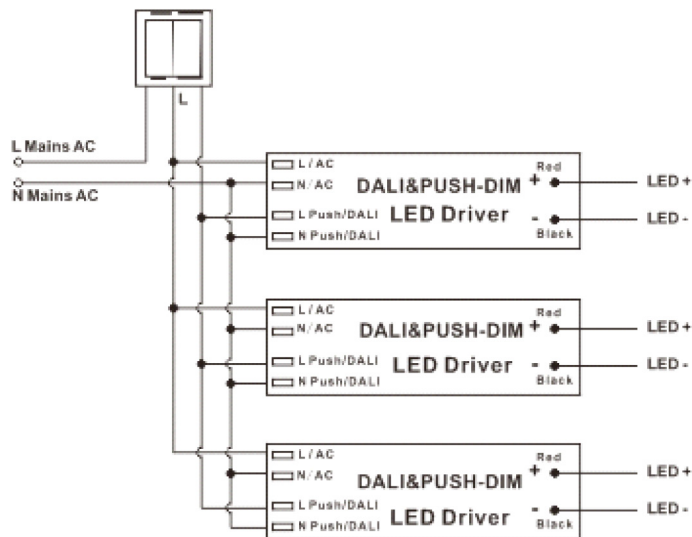 L
L Mains AC
N Mains AC
L/AC
N/AC
L Push/DALI
N Push/DALI
DALI&PUSH-DIM
LED Driver
Red
+
-
Black
LED +
LED -
L/AC
N/AC
L Push/DALI
N Push/DALI
DALI&PUSH-DIM
LED Driver
Red
+
-
Black
LED +
LED -
L/AC
N/AC
L Push/DALI
N Push/DALI
DALI&PUSH-DIM
LED Driver
Red
+
-
Black
LED +
LED -